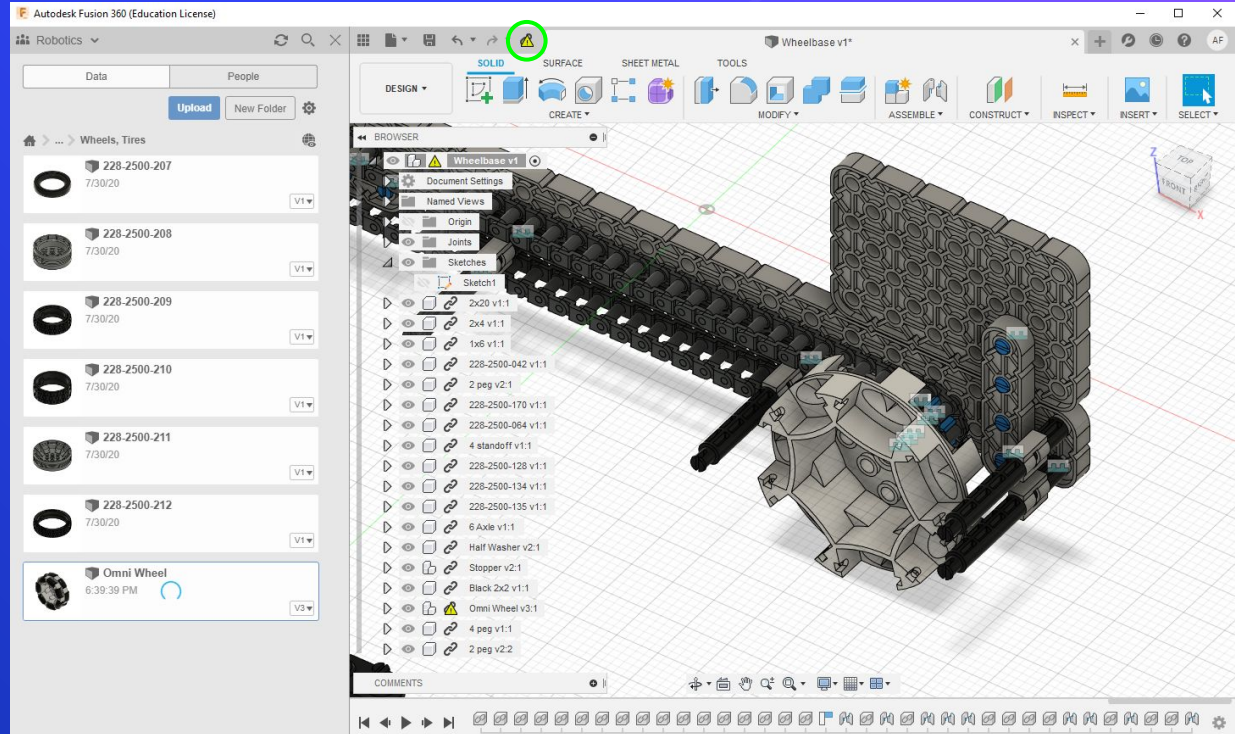 Autodesk Fusion 360 (Education License)
Robotics
Wheelbase v1*
AF
Data
People
Upload
New Folder
... > Wheels, Tires
228-2500-207
7/30/20
V1
228-2500-208
7/30/20
V1
228-2500-209
7/30/20
V1
228-2500-210
7/30/20
V1
228-2500-211
7/30/20
V1
228-2500-212
7/30/20
V1
Omni Wheel
6:39:39 PM
V3
SOLID
SURFACE
SHEET METAL
TOOLS
DESIGN
CREATE
MODIFY
ASSEMBLE
CONSTRUCT
INSPECT
INSERT
SELECT
BROWSER
Wheelbase v1
Document Settings
Named Views
Origin
Joints
Sketches
Sketch1
2x20 v1:1
2x4 v1:1
1x6 v1:1
228-2500-042 v1:1
2 peg v2:1
228-2500-170 v1:1
228-2500-064 v1:1
4 standoff v1:1
228-2500-128 v1:1
228-2500-134 v1:1
228-2500-135 v1:1
6 Axle v1:1
Half Washer v2:1
Stopper v2:1
Black 2x2 v1:1
Omni Wheel v3:1
4 peg v1:1
2 peg v2:2
COMMENTS
Z
TOP
FRONT
X